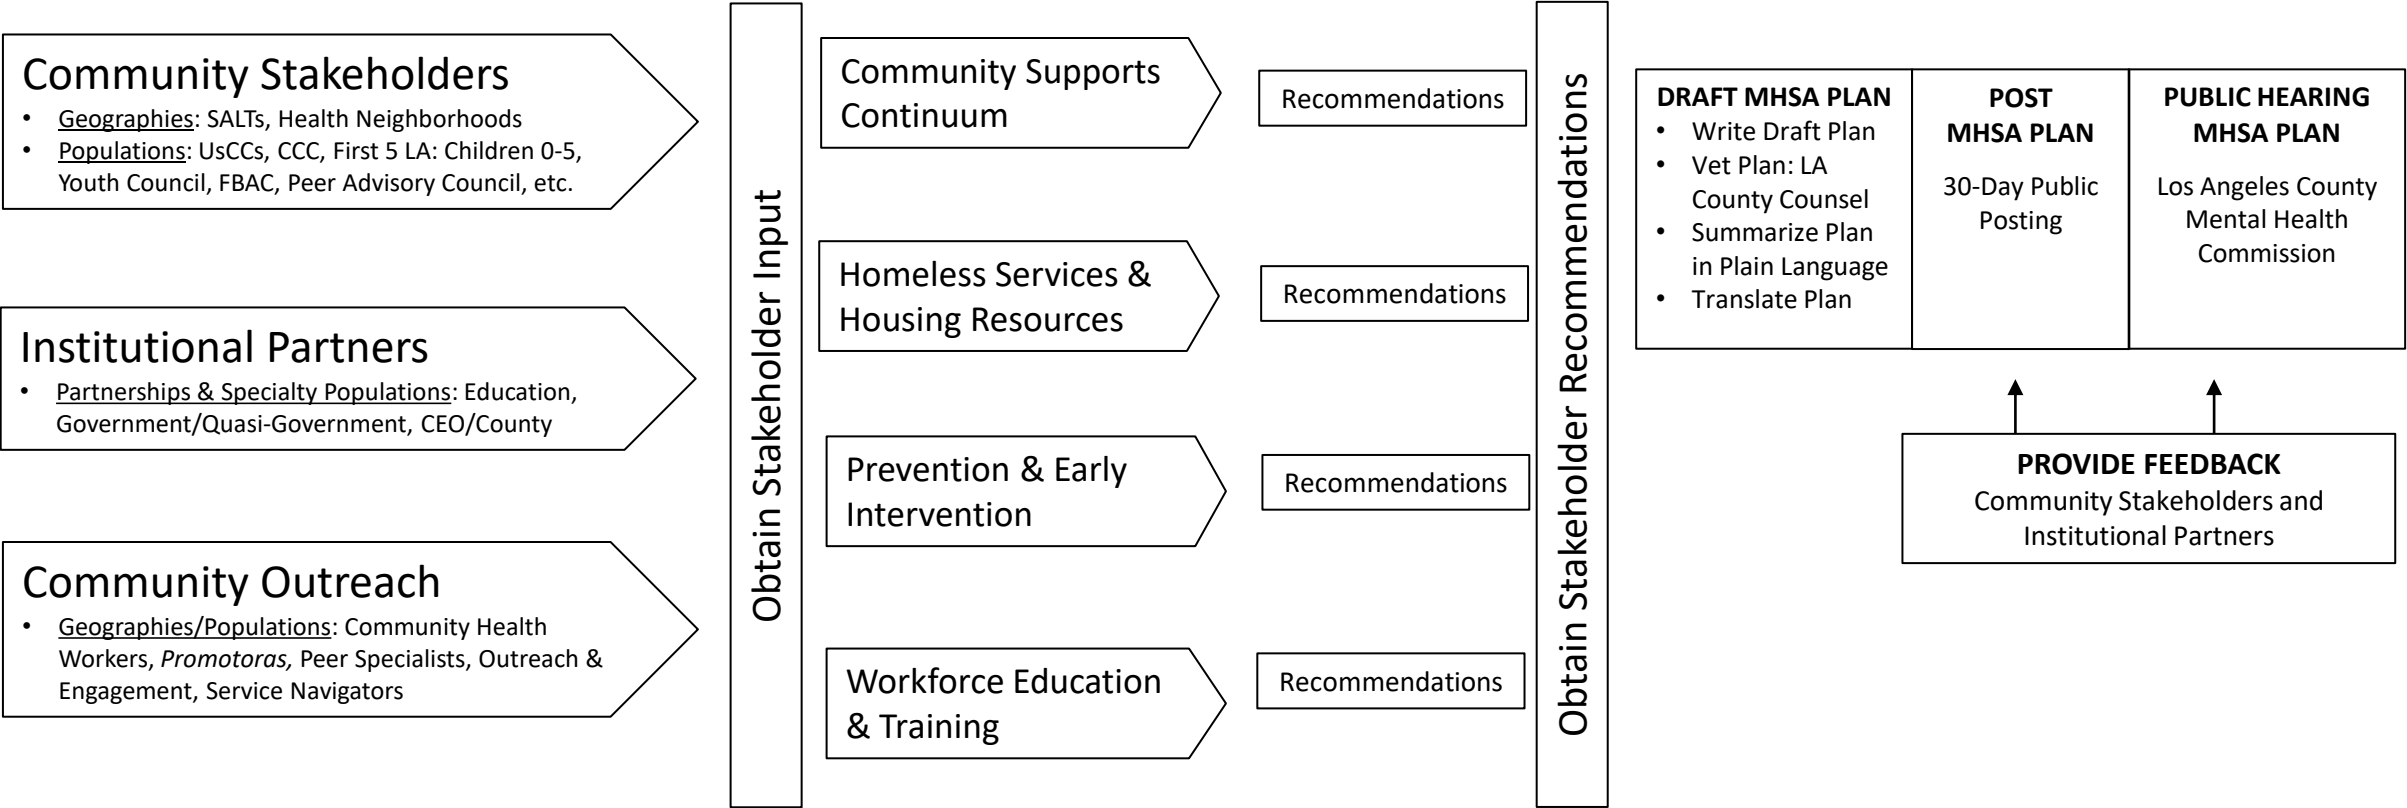 Community Stakeholders
• Geographies: SALTs, Health Neighborhoods
• Populations: UsCCs, CCC, First 5 LA: Children 0-5,
Youth Council, FBAC, Peer Advisory Council, etc.
Institutional Partners
• Partnerships & Specialty Populations: Education,
Government/Quasi-Government, CEO/County
Community Outreach
• Geographies/Populations: Community Health
Workers, Promotoras, Peer Specialists, Outreach &
Engagement, Service Navigators
Obtain Stakeholder Input
Community Supports
Continuum
Recommendations
Homeless Services &
Housing Resources
Recommendations
Prevention & Early
Intervention
Recommendations
Workforce Education
& Training
Recommendations
Obtain Stakeholder Recommendations
DRAFT MHSA PLAN
• Write Draft Plan
• Vet Plan: LA
County Counsel
• Summarize Plan
in Plain Language
• Translate Plan
POST
MHSA PLAN
30-Day Public
Posting
PUBLIC HEARING
MHSA PLAN
Los Angeles County
Mental Health
Commission
PROVIDE FEEDBACK
Community Stakeholders and
Institutional Partners